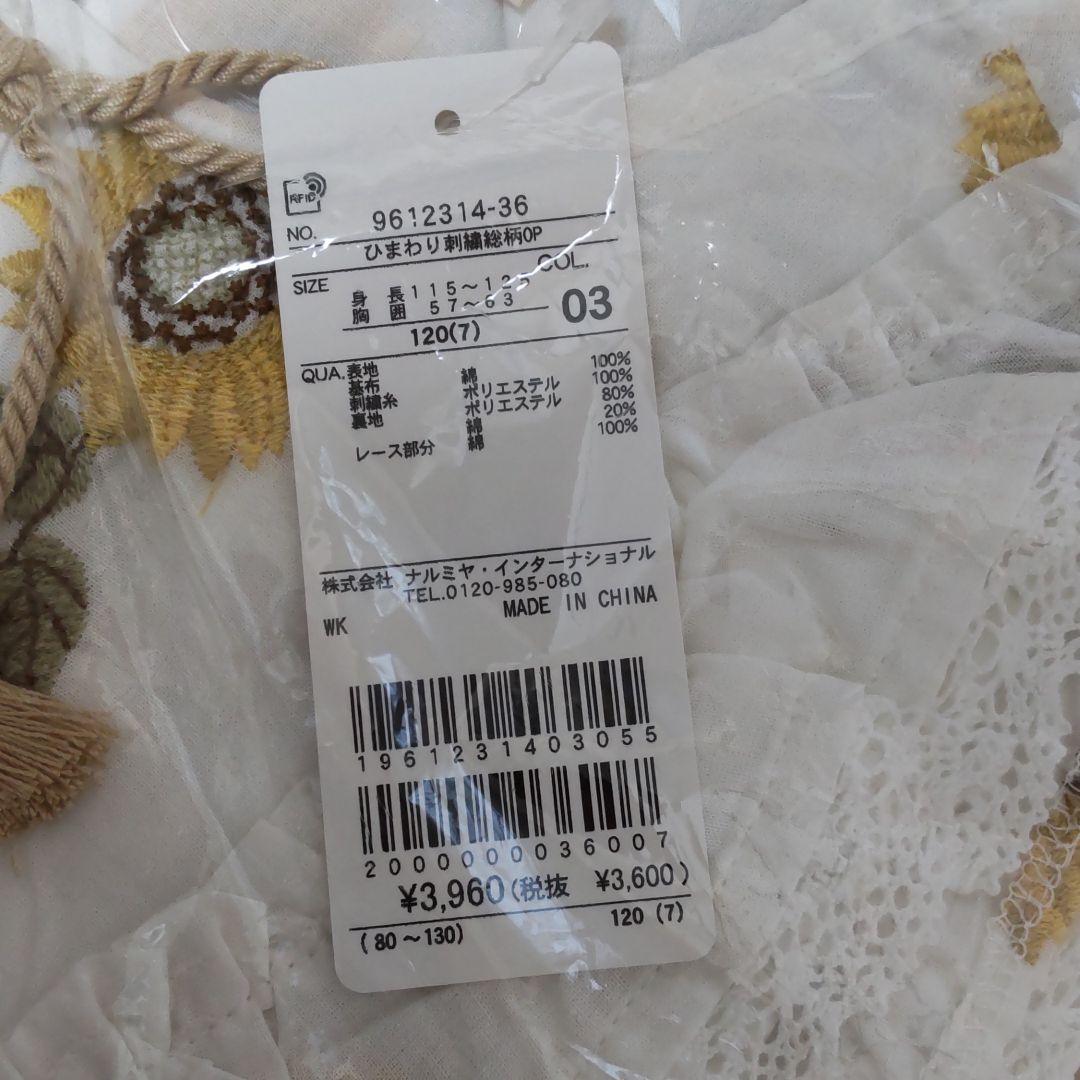 RFID
NO. 9612314-36
ひまわり刺繍総柄OP
SIZE COL.
身長 115～125
胸囲 57～63
120(7) 03
QUA. 表地
基布 綿 100%
刺繍糸 ポリエステル 100%
裏地 ポリエステル 80%
綿 20%
レース部分 綿 100%
株式会社 ナルミヤ・インターナショナル
TEL.0120-985-080
WK MADE IN CHINA
1961231403055
2000000036007
¥3,960(税抜 ¥3,600)
(80～130) 120 (7)